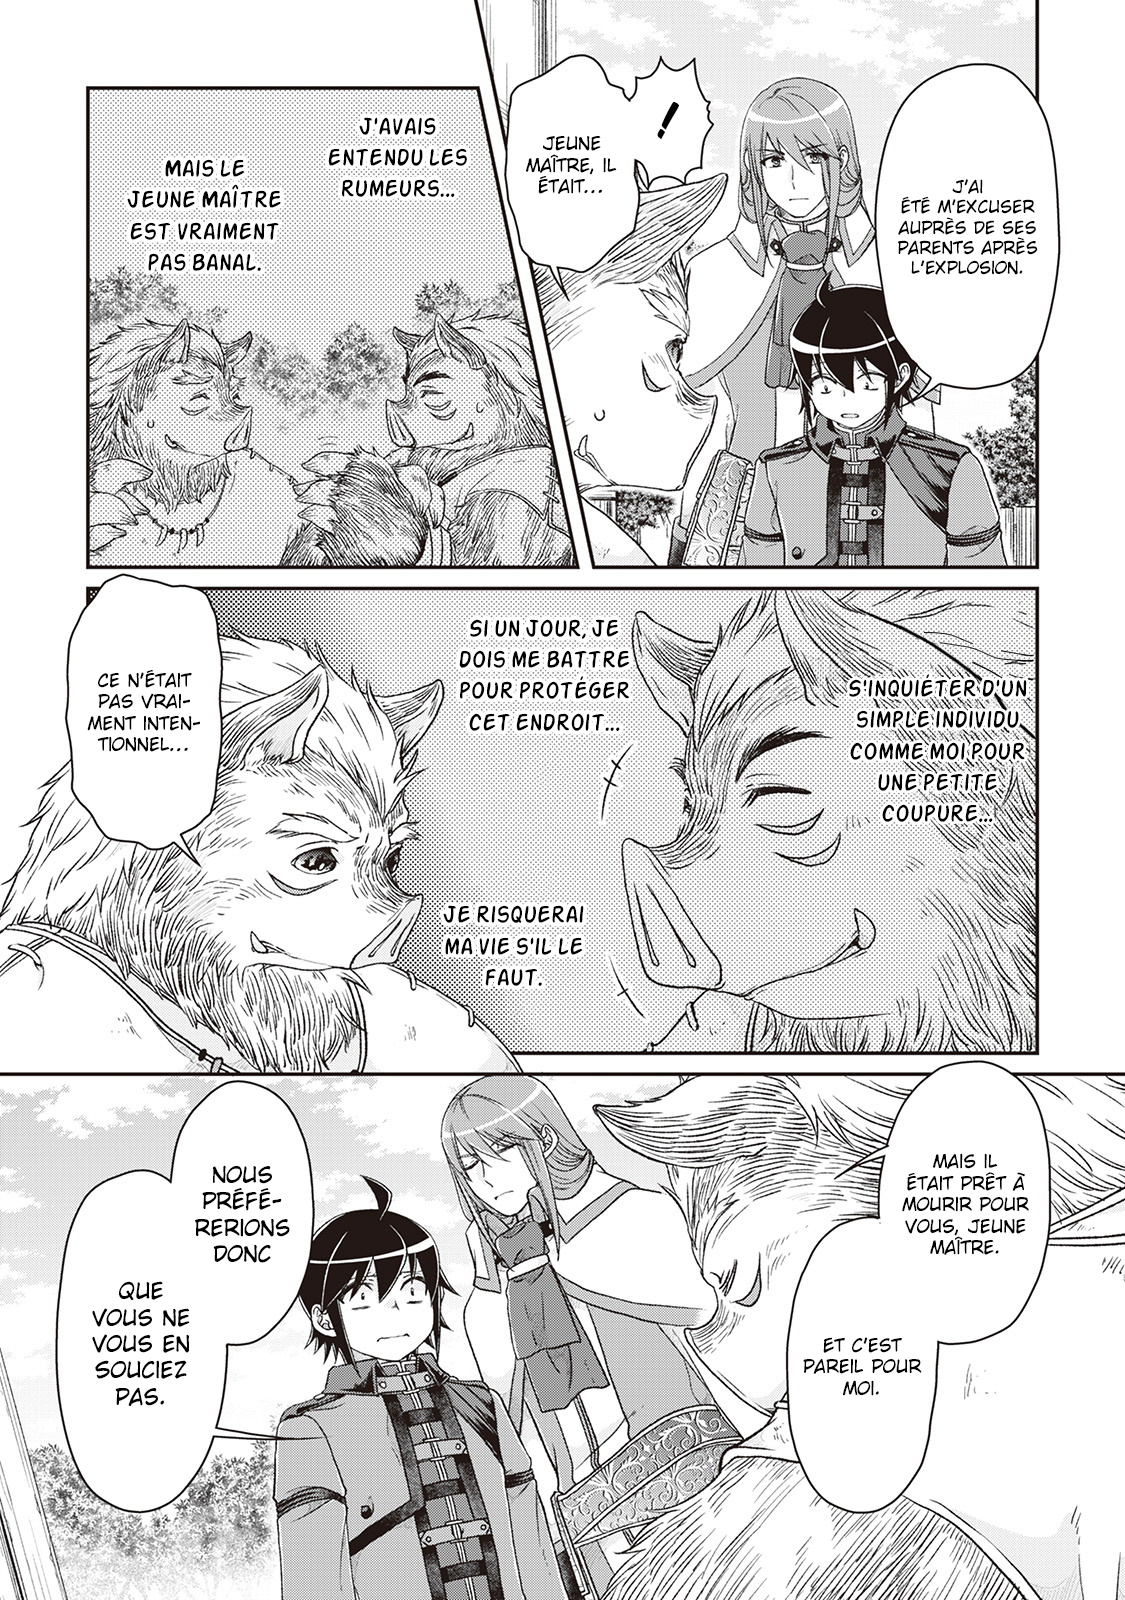 J'AI
ÉTÉ M'EXCUSER
AUPRÈS DE SES
PARENTS APRÈS
L'EXPLOSION.
!
JEUNE
MAÎTRE, IL
ÉTAIT...
J'AVAIS
ENTENDU LES
RUMEURS...
MAIS LE
JEUNE MAÎTRE
EST VRAIMENT
PAS BANAL.
S'INQUIÉTER D'UN
SIMPLE INDIVIDU
COMME MOI POUR
UNE PETITE
COUPURE...
SI UN JOUR, JE
DOIS ME BATTRE
POUR PROTÉGER
CET ENDROIT...
JE RISQUERAI
MA VIE S'IL LE
FAUT.
CE N'ÉTAIT
PAS VRAI-
MENT INTEN-
TIONNEL...
MAIS IL
ÉTAIT PRÊT À
MOURIR POUR
VOUS, JEUNE
MAÎTRE.
ET C'EST
PAREIL POUR
MOI.
NOUS
PRÉFÉ-
RERIONS
DONC
QUE
VOUS NE
VOUS EN
SOUCIEZ
PAS.